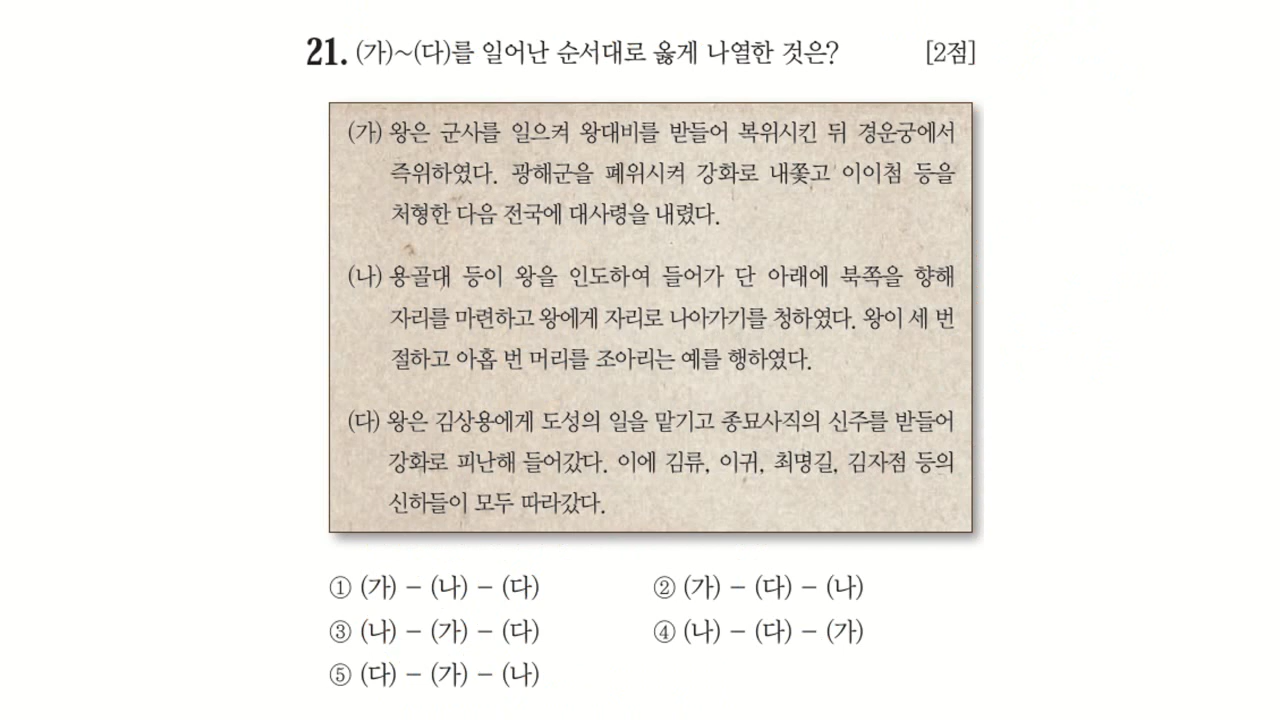 21. (가)~(다)를 일어난 순서대로 옳게 나열한 것은? [2점]
(가) 왕은 군사를 일으켜 왕대비를 받들어 복위시킨 뒤 경운궁에서
즉위하였다. 광해군을 폐위시켜 강화로 내쫓고 이이첨 등을
처형한 다음 전국에 대사령을 내렸다.
(나) 용골대 등이 왕을 인도하여 들어가 단 아래에 북쪽을 향해
자리를 마련하고 왕에게 자리로 나아가기를 청하였다. 왕이 세 번
절하고 아홉 번 머리를 조아리는 예를 행하였다.
(다) 왕은 김상용에게 도성의 일을 맡기고 종묘사직의 신주를 받들어
강화로 피난해 들어갔다. 이에 김류, 이귀, 최명길, 김자점 등의
신하들이 모두 따라갔다.
① (가) – (나) – (다) ② (가) – (다) – (나)
③ (나) – (가) – (다) ④ (나) – (다) – (가)
⑤ (다) – (가) – (나)